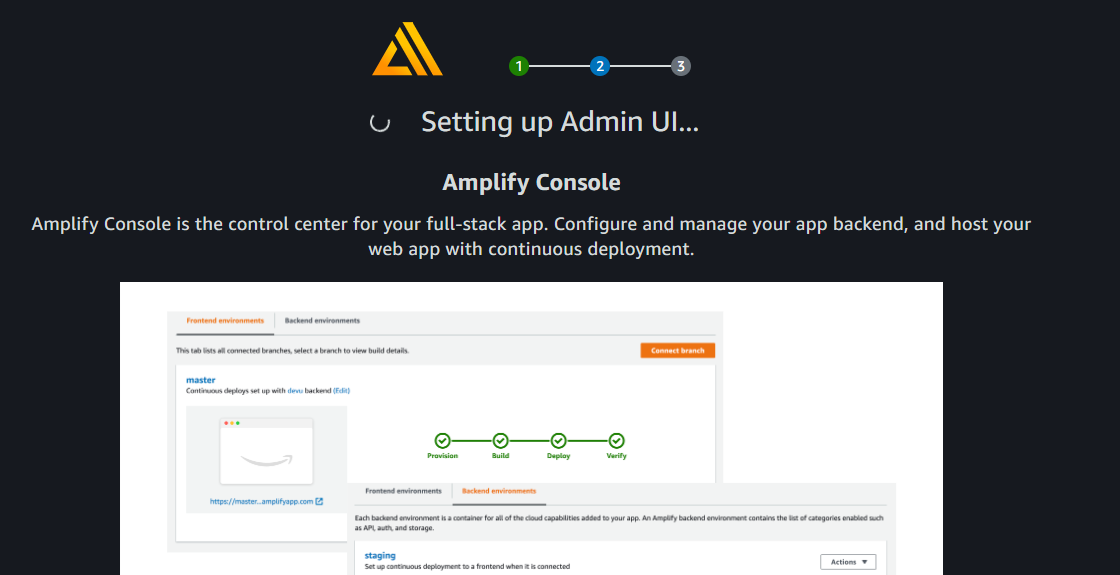 1 2 3
Setting up Admin UI...
Amplify Console
Amplify Console is the control center for your full-stack app. Configure and manage your app backend, and host your
web app with continuous deployment.
Frontend environments Backend environments
This tab lists all connected branches, select a branch to view build details.
Connect branch
master
Continuous deploys set up with devu backend (Edit)
Provision Build Deploy Verify
https://master...amplifyapp.com
Frontend environments Backend environments
Each backend environment is a container for all of the cloud capabilities added to your app. An Amplify backend environment contains the list of categories enabled such
as API, auth, and storage.
staging
Set up continuous deployment to a frontend when it is connected
Actions